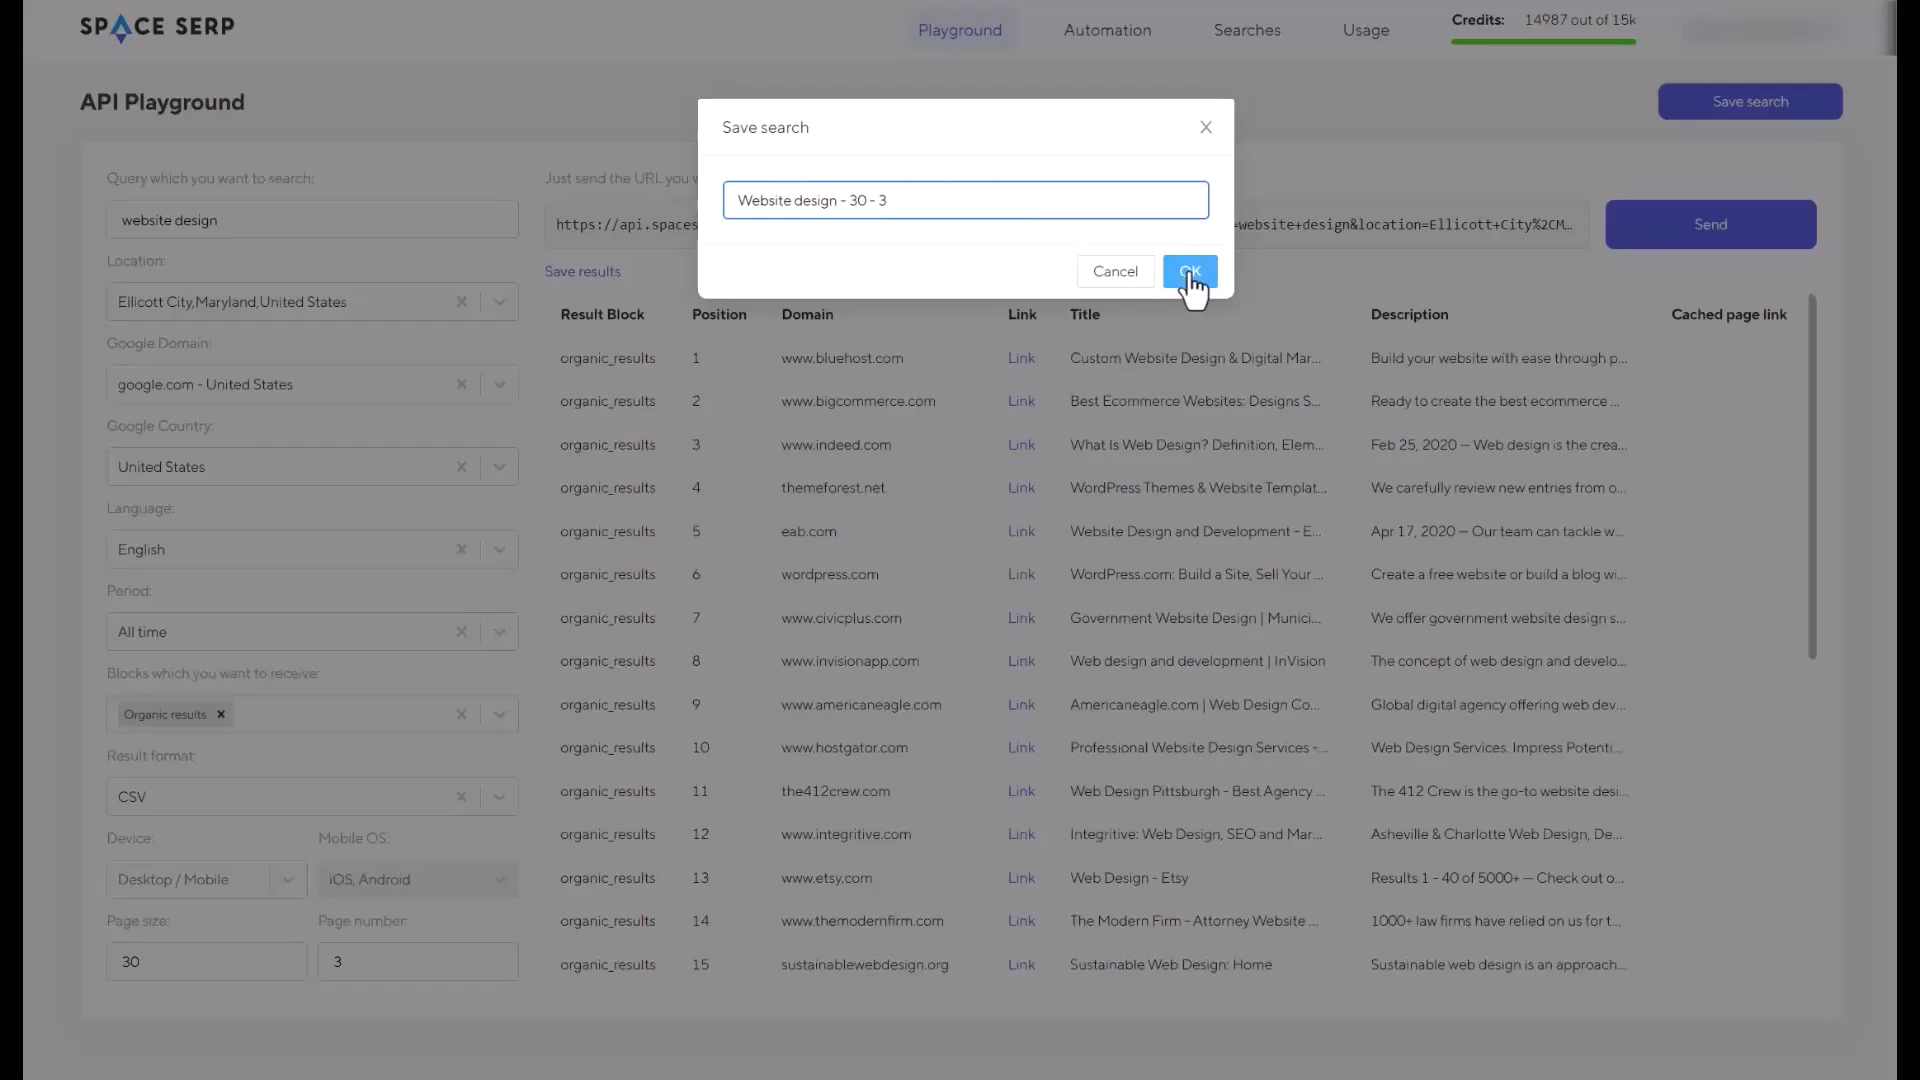 SPACE SERP
Playground
Automation
Searches
Usage
Credits: 14987 out of 15k
API Playground
Save search
Save search
Website design - 30 - 3
Cancel
OK
Query which you want to search:
website design
Location:
Ellicott City,Maryland,United States
Google Domain:
google.com - United States
Google Country:
United States
Language:
English
Period:
All time
Blocks which you want to receive:
Organic results
Result format:
CSV
Device:
Mobile OS:
Desktop / Mobile
iOS, Android
Page size:
Page number:
30
3
Just send the URL you
https://api.spaces
=website+design&location=Ellicott+City%2CM…
Send
Save results
Result Block Position Domain Link Title Description Cached page link
organic_results 1 www.bluehost.com Link Custom Website Design & Digital Mar... Build your website with ease through p...
organic_results 2 www.bigcommerce.com Link Best Ecommerce Websites: Designs S... Ready to create the best ecommerce ...
organic_results 3 www.indeed.com Link What Is Web Design? Definition, Elem... Feb 25, 2020 — Web design is the crea...
organic_results 4 themeforest.net Link WordPress Themes & Website Templat... We carefully review new entries from o...
organic_results 5 eab.com Link Website Design and Development - E... Apr 17, 2020 — Our team can tackle w...
organic_results 6 wordpress.com Link WordPress.com: Build a Site, Sell Your ... Create a free website or build a blog wi...
organic_results 7 www.civicplus.com Link Government Website Design | Munici... We offer government website design s...
organic_results 8 www.invisionapp.com Link Web design and development | InVision The concept of web design and develo...
organic_results 9 www.americaneagle.com Link Americaneagle.com | Web Design Co... Global digital agency offering web dev...
organic_results 10 www.hostgator.com Link Professional Website Design Services -... Web Design Services. Impress Potenti...
organic_results 11 the412crew.com Link Web Design Pittsburgh - Best Agency ... The 412 Crew is the go-to website desi...
organic_results 12 www.integritive.com Link Integritive: Web Design, SEO and Mar... Asheville & Charlotte Web Design, De...
organic_results 13 www.etsy.com Link Web Design - Etsy Results 1 - 40 of 5000+ — Check out o...
organic_results 14 www.themodernfirm.com Link The Modern Firm - Attorney Website ... 1000+ law firms have relied on us for t...
organic_results 15 sustainablewebdesign.org Link Sustainable Web Design: Home Sustainable web design is an approach...